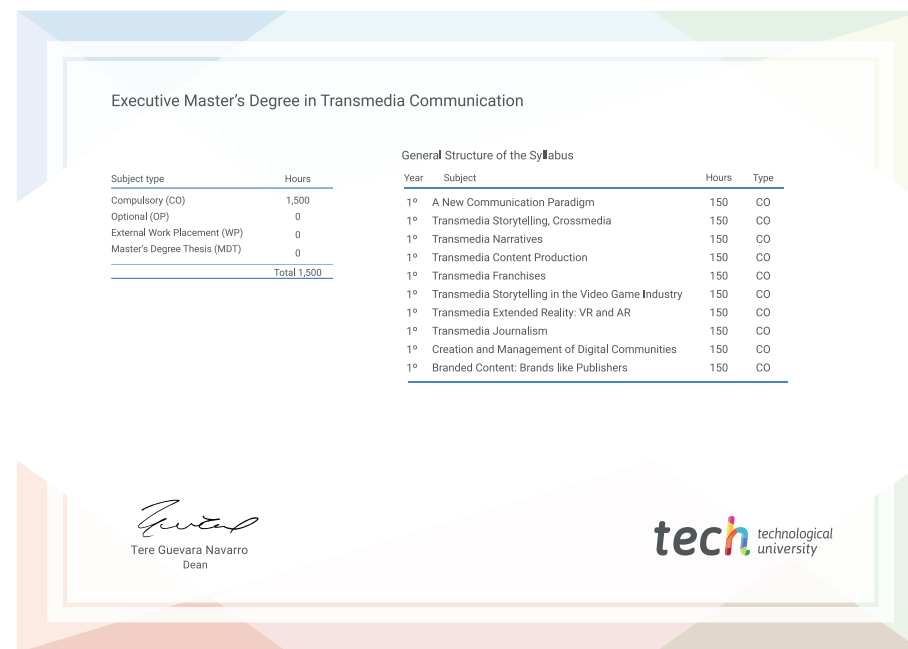 Executive Master's Degree in Transmedia Communication
Subject type Hours
Compulsory (CO) 1,500
Optional (OP) 0
External Work Placement (WP) 0
Master's Degree Thesis (MDT) 0
Total 1,500
General Structure of the Syllabus
Year Subject Hours Type
1º A New Communication Paradigm 150 CO
1º Transmedia Storytelling, Crossmedia 150 CO
1º Transmedia Narratives 150 CO
1º Transmedia Content Production 150 CO
1º Transmedia Franchises 150 CO
1º Transmedia Storytelling in the Video Game Industry 150 CO
1º Transmedia Extended Reality: VR and AR 150 CO
1º Transmedia Journalism 150 CO
1º Creation and Management of Digital Communities 150 CO
1º Branded Content: Brands like Publishers 150 CO
Tere Guevara Navarro
Dean
tech technological
university